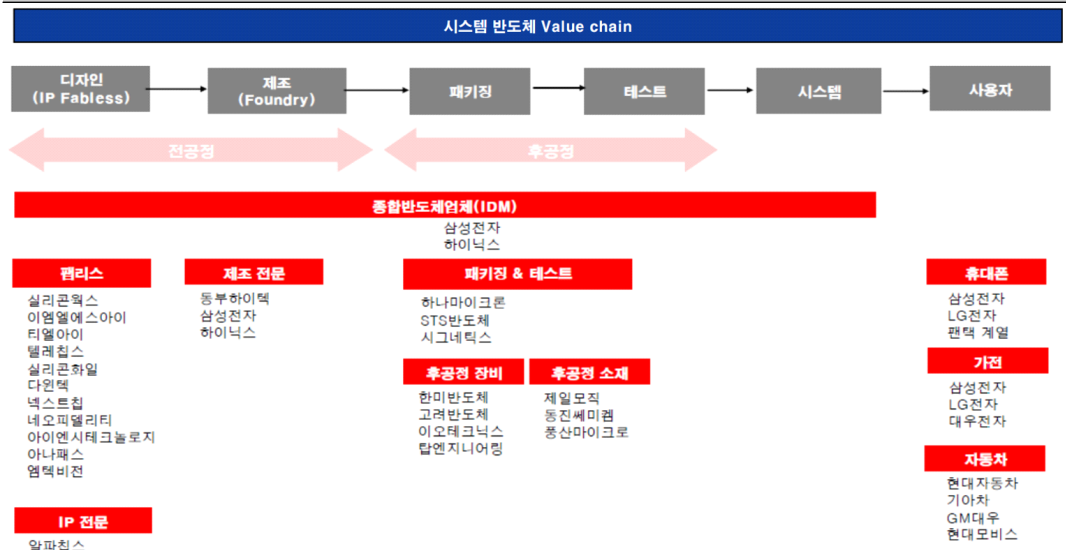 시스템 반도체 Value chain
디자인
(IP Fabless)
제조
(Foundry)
패키징
테스트
시스템
사용자
전공정
후공정
종합반도체업체(IDM)
삼성전자
하이닉스
팹리스
실리콘웍스
이엠엘에스아이
티엘아이
텔레칩스
실리콘화일
다윈텍
넥스트칩
네오피델리티
아이엔시테크놀로지
아나패스
엠텍비전
IP 전문
알파칩스
제조 전문
동부하이텍
삼성전자
하이닉스
패키징 & 테스트
하나마이크론
STS반도체
시그네틱스
후공정 장비
한미반도체
고려반도체
이오테크닉스
탑엔지니어링
후공정 소재
제일모직
동진쎄미켐
풍산마이크로
휴대폰
삼성전자
LG전자
팬택 계열
가전
삼성전자
LG전자
대우전자
자동차
현대자동차
기아차
GM대우
현대모비스